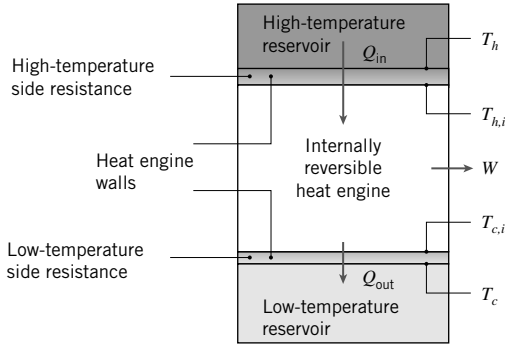 High-temperature
reservoir
Q_in
T_h
High-temperature
side resistance
T_h,i
Heat engine
walls
Internally
reversible
heat engine
W
T_c,i
Low-temperature
side resistance
Q_out
T_c
Low-temperature
reservoir